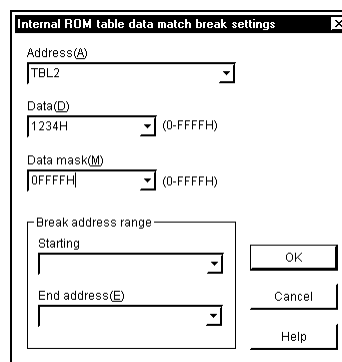 Internal ROM table data match break settings
Address(A)
TBL2
Data(D)
1234H (0-FFFFH)
Data mask(M)
0FFFFH (0-FFFFH)
Break address range
Starting
OK
End address(E)
Cancel
Help